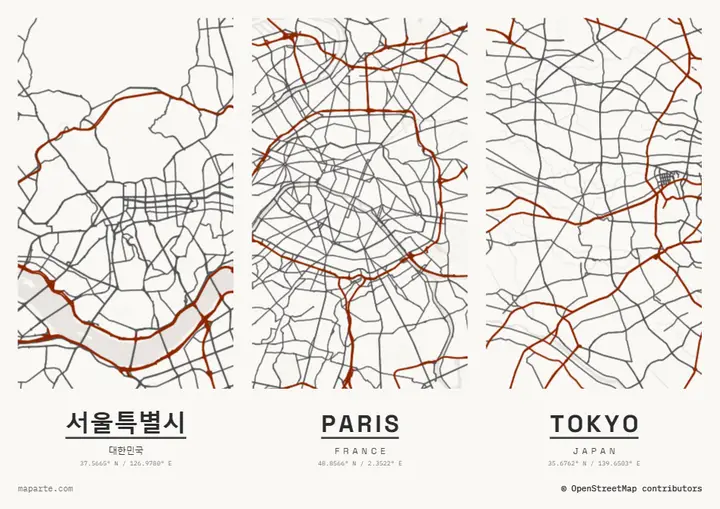 서울특별시
대한민국
37.5665° N / 126.9780° E
PARIS
FRANCE
48.8566° N / 2.3522° E
TOKYO
JAPAN
35.6762° N / 139.6503° E
maparte.com
© OpenStreetMap contributors